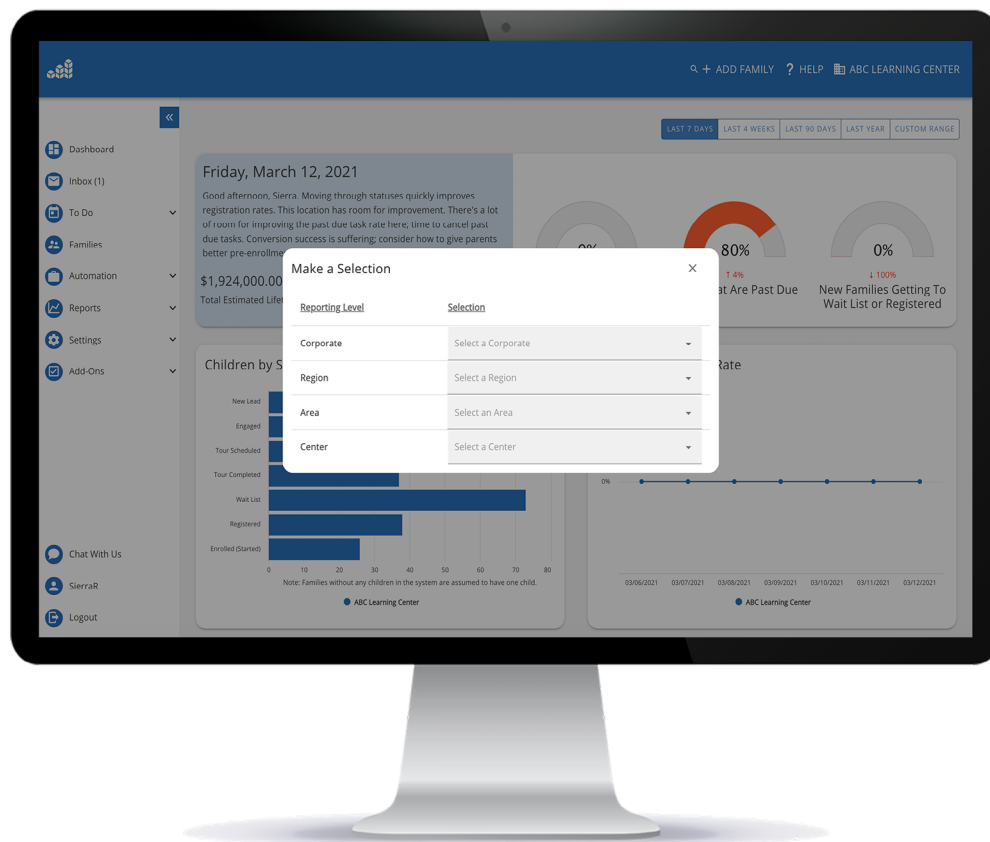 ADD FAMILY
HELP
ABC LEARNING CENTER
Dashboard
Inbox (1)
To Do
Families
Automation
Reports
Settings
Add-Ons
Chat With Us
SierraR
Logout
LAST 7 DAYS
LAST 4 WEEKS
LAST 90 DAYS
LAST YEAR
CUSTOM RANGE
Friday, March 12, 2021
Good afternoon, Sierra. Moving through statuses quickly improves
registration rates. This location has room for improvement. There's a lot
of room for improving the past due task rate here; time to cancel past
due tasks. Conversion success is suffering; consider how to give parents
better
$1,924,000.00
Total Estimated
0%
80%
↑ 4%
at Are Past Due
0%
↓ 100%
New Families Getting To
Wait List or Registered
Make a Selection
Reporting Level
Selection
Corporate
Select a Corporate
Region
Select a Region
Area
Select an Area
Center
Select a Center
Children by
New Lead
Engaged
Tour Scheduled
Tour Completed
Wait List
Registered
Enrolled (Started)
0 10 20 30 40 50 60 70 80
Note: Families without any children in the system are assumed to have one child.
ABC Learning Center
Rate
0%
03/06/2021 03/07/2021 03/08/2021 03/09/2021 03/10/2021 03/11/2021 03/12/2021
ABC Learning Center